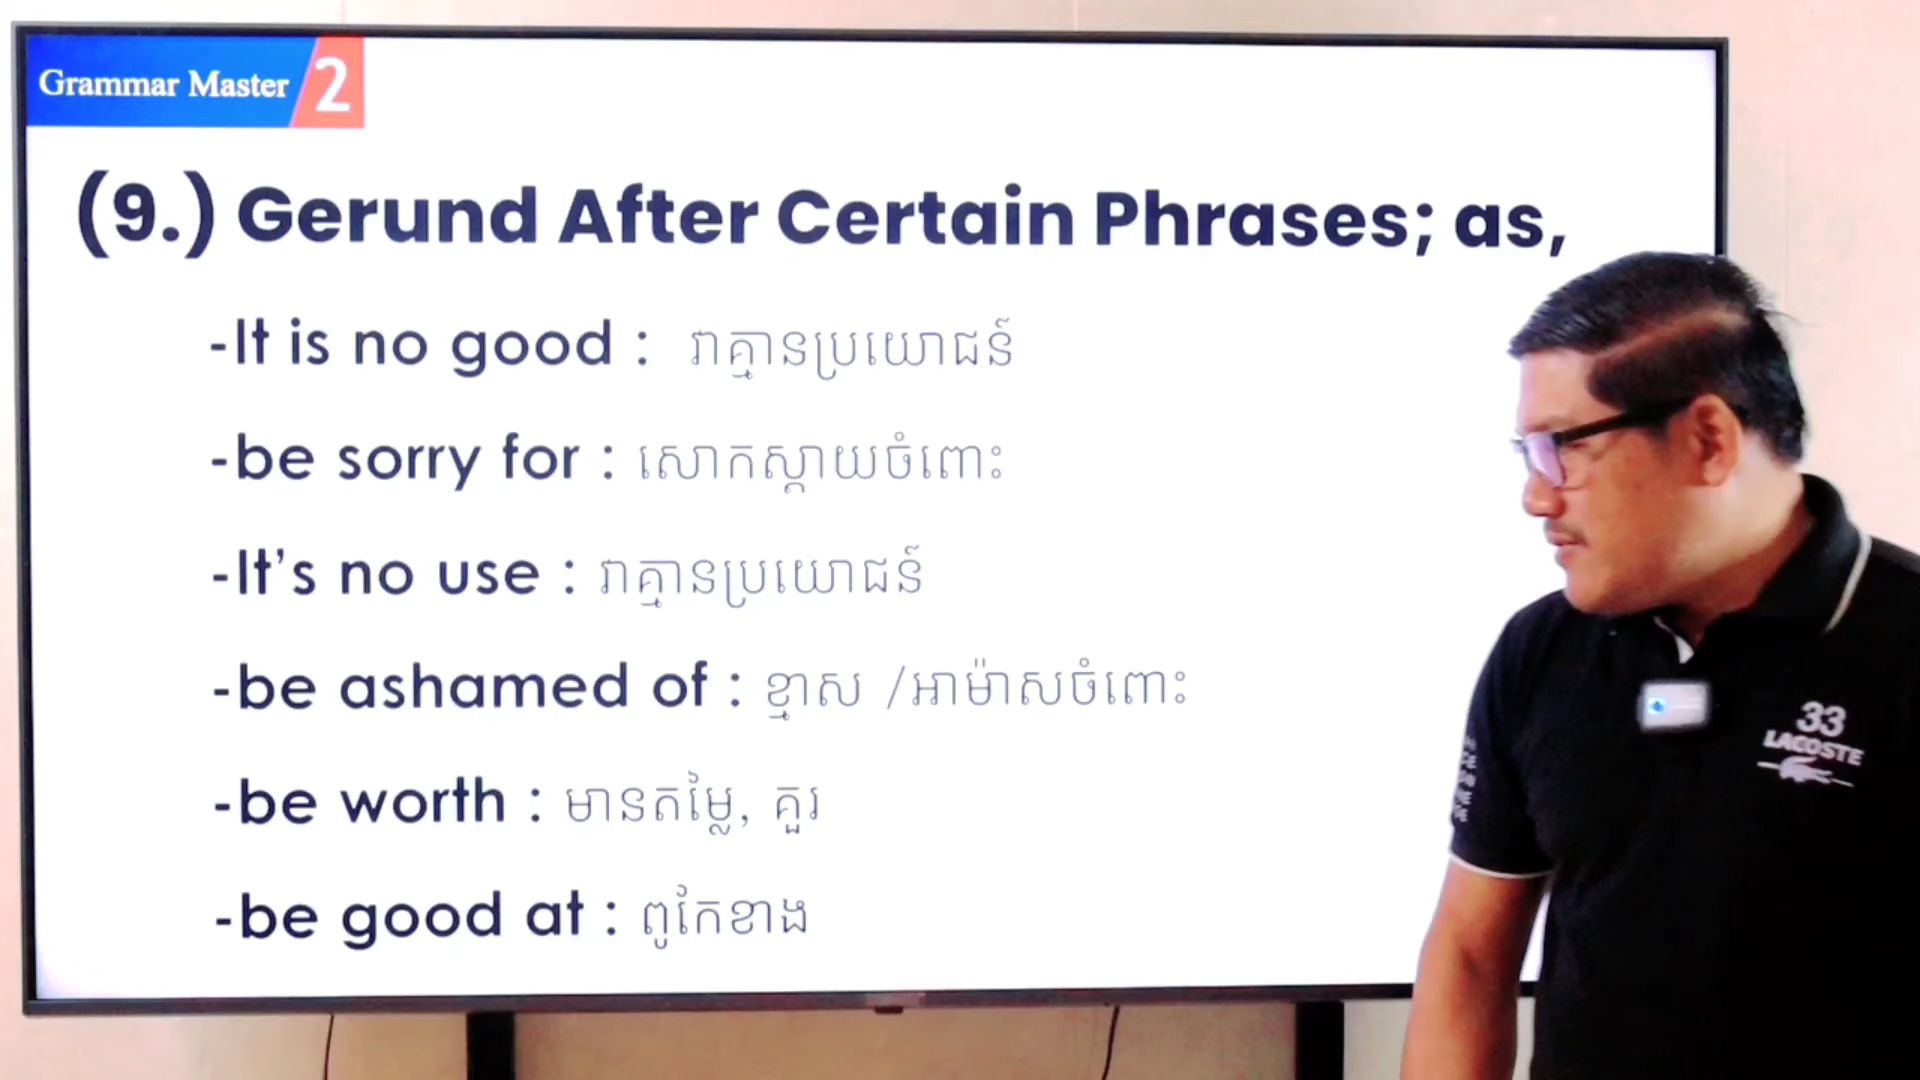 Grammar Master 2
(9.) Gerund After Certain Phrases; as,
-It is no good : វាគ្មានប្រយោជន៍
-be sorry for : សោកស្ដាយចំពោះ
-It's no use : វាគ្មានប្រយោជន៍
-be ashamed of : ខ្មាស /អាម៉ាសចំពោះ
-be worth : មានតម្លៃ, គួរ
-be good at : ពូកែខាង
33
LACOSTE